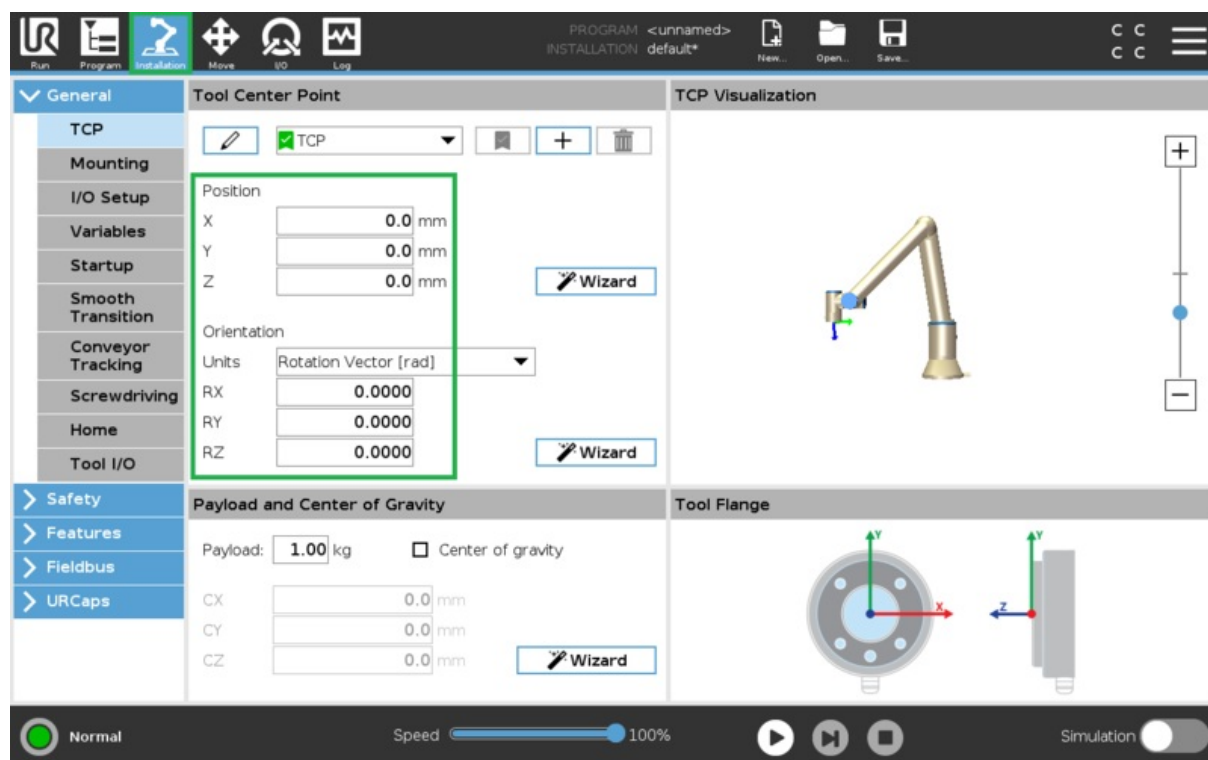 UR
PROGRAM <unnamed>
INSTALLATION default*
C C
C C
Run Program Installation Move I/O Log New... Open... Save...
General
TCP
Mounting
I/O Setup
Variables
Startup
Smooth
Transition
Conveyor
Tracking
Screwdriving
Home
Tool I/O
Safety
Features
Fieldbus
URCaps
Tool Center Point
TCP
Position
X 0.0 mm
Y 0.0 mm
Z 0.0 mm
Wizard
Orientation
Units Rotation Vector [rad]
RX 0.0000
RY 0.0000
RZ 0.0000
Wizard
Payload and Center of Gravity
Payload: 1.00 kg Center of gravity
CX 0.0 mm
CY 0.0 mm
CZ 0.0 mm
Wizard
TCP Visualization
Tool Flange
Y
X
Y
Z
Normal
Speed 100%
Simulation